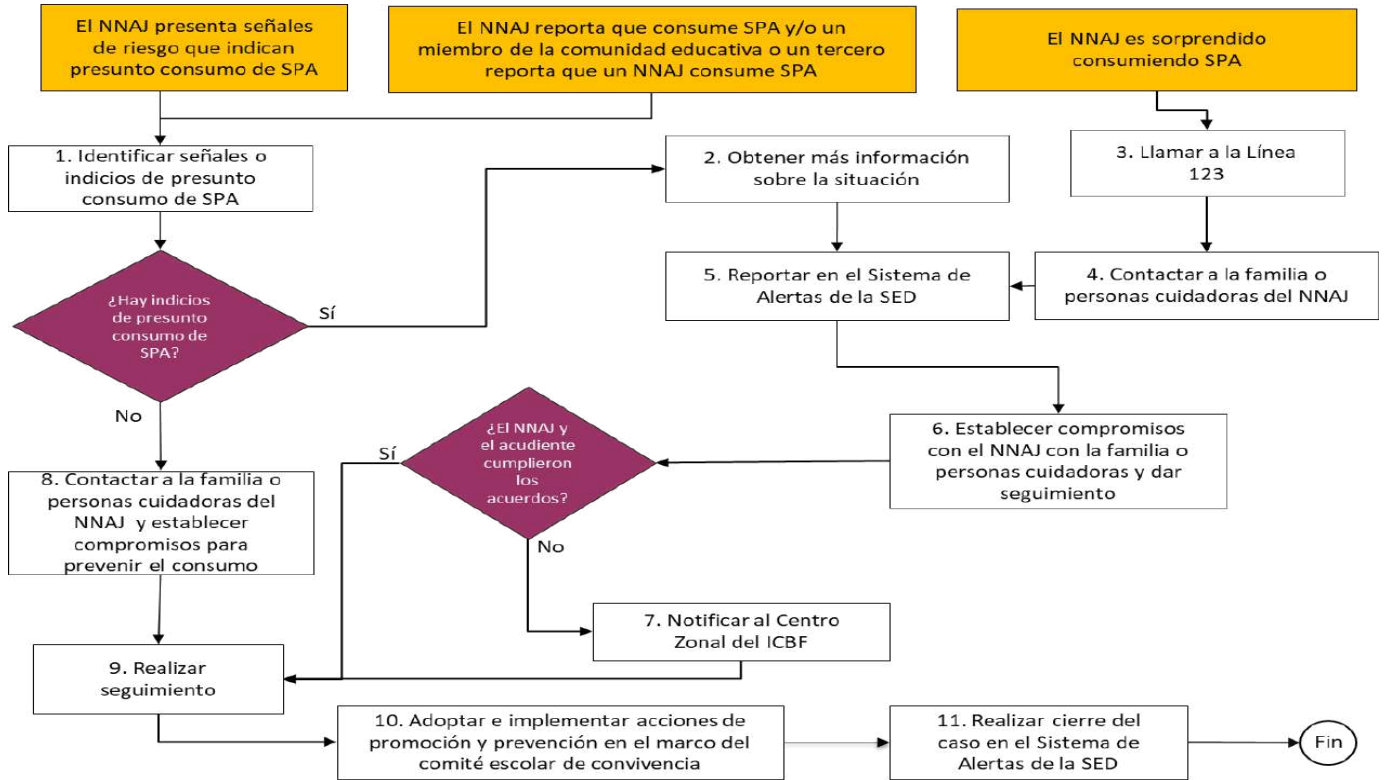 El NNAJ presenta señales
de riesgo que indican
presunto consumo de SPA
El NNAJ reporta que consume SPA y/o un
miembro de la comunidad educativa o un tercero
reporta que un NNAJ consume SPA
El NNAJ es sorprendido
consumiendo SPA
1. Identificar señales o
indicios de presunto
consumo de SPA
2. Obtener más información
sobre la situación
3. Llamar a la Línea
123
¿Hay indicios
de presunto
consumo de
SPA?
Sí
No
5. Reportar en el Sistema de
Alertas de la SED
4. Contactar a la familia o
personas cuidadoras del NNAJ
6. Establecer compromisos
con el NNAJ con la familia o
personas cuidadoras y dar
seguimiento
¿El NNAJ y
el acudiente
cumplieron
los
acuerdos?
Sí
No
8. Contactar a la familia o
personas cuidadoras del
NNAJ y establecer
compromisos para
prevenir el consumo
7. Notificar al Centro
Zonal del ICBF
9. Realizar
seguimiento
10. Adoptar e implementar acciones de
promoción y prevención en el marco del
comité escolar de convivencia
11. Realizar cierre del
caso en el Sistema de
Alertas de la SED
Fin